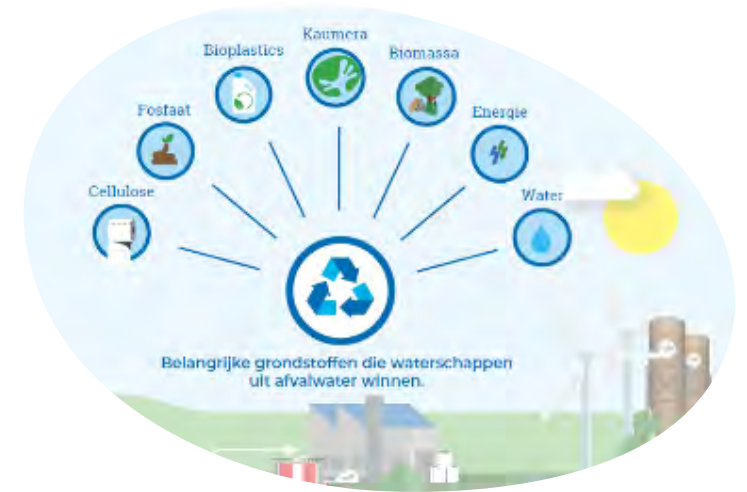 Kaumera
Bioplastics
Biomassa
Fosfaat
Energie
Cellulose
Water
Belangrijke grondstoffen die waterschappen
uit afvalwater winnen.